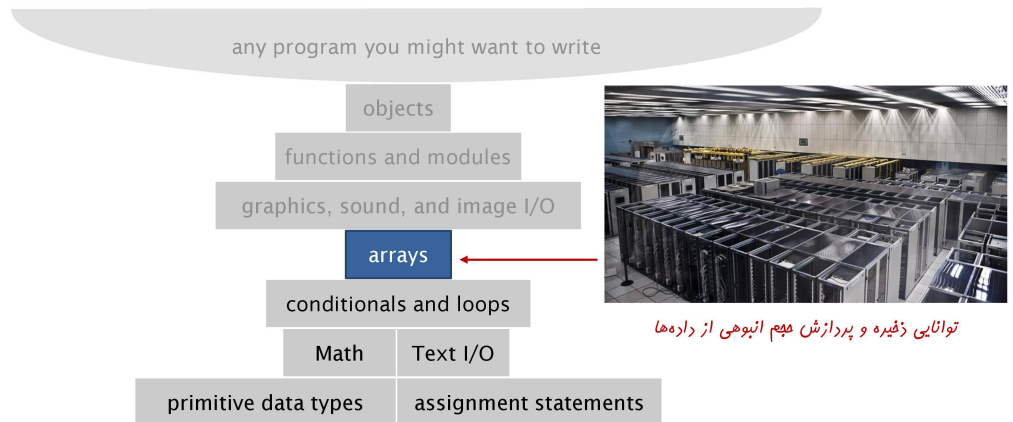 any program you might want to write
objects
functions and modules
graphics, sound, and image I/O
arrays
conditionals and loops
توانایی ذخیره و پردازش حجم انبوهی از داده‌ها
Math
Text I/O
primitive data types
assignment statements